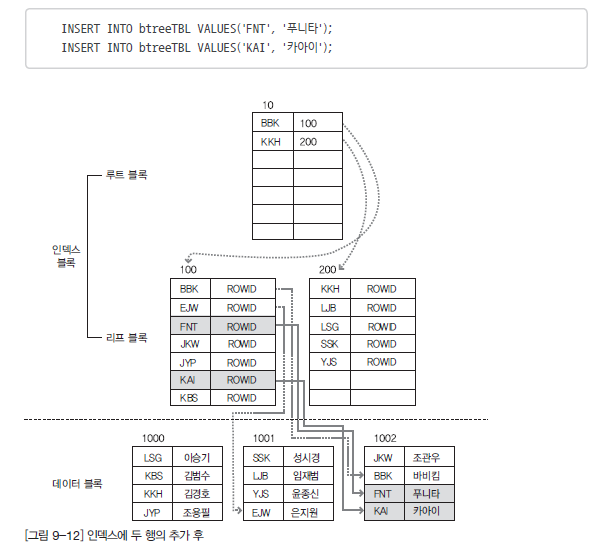 INSERT INTO btreeTBL VALUES('FNT', '푸니타');
INSERT INTO btreeTBL VALUES('KAI', '카아이');
10
BBK 100
KKH 200
루트 블록
인덱스
블록
리프 블록
100
BBK ROWID
EJW ROWID
FNT ROWID
JKW ROWID
JYP ROWID
KAI ROWID
KBS ROWID
200
KKH ROWID
LJB ROWID
LSG ROWID
SSK ROWID
YJS ROWID
데이터 블록
1000
LSG 이승기
KBS 김범수
KKH 김경호
JYP 조용필
1001
SSK 성시경
LJB 임재범
YJS 윤종신
EJW 은지원
1002
JKW 조관우
BBK 바비킴
FNT 푸니타
KAI 카아이
[그림 9-12] 인덱스에 두 행의 추가 후